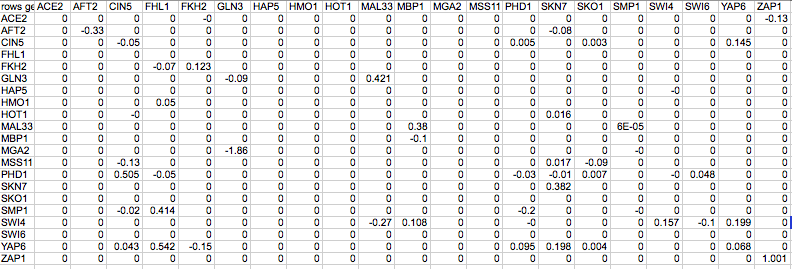 rows ge ACE2 AFT2 CIN5 FHL1 FKH2 GLN3 HAP5 HMO1 HOT1 MAL33 MBP1 MGA2 MSS11 PHD1 SKN7 SKO1 SMP1 SWI4 SWI6 YAP6 ZAP1
ACE2 0 0 0 0 -0 0 0 0 0 0 0 0 0 0 0 0 0 0 0 0 -0.13
AFT2 0 -0.33 0 0 0 0 0 0 0 0 0 0 0 0 -0.08 0 0 0 0 0 0
CIN5 0 0 -0.05 0 0 0 0 0 0 0 0 0 0 0.005 0 0.003 0 0 0 0.145 0
FHL1 0 0 0 0 0 0 0 0 0 0 0 0 0 0 0 0 0 0 0 0 0
FKH2 0 0 0 -0.07 0.123 0 0 0 0 0 0 0 0 0 0 0 0 0 0 0 0
GLN3 0 0 0 0 0 -0.09 0 0 0 0.421 0 0 0 0 0 0 0 0 0 0 0
HAP5 0 0 0 0 0 0 0 0 0 0 0 0 0 0 0 0 0 -0 0 0 0
HMO1 0 0 0 0.05 0 0 0 0 0 0 0 0 0 0 0 0 0 0 0 0 0
HOT1 0 0 -0 0 0 0 0 0 0 0 0 0 0 0 0.016 0 0 0 0 0 0
MAL33 0 0 0 0 0 0 0 0 0 0 0.38 0 0 0 0 0 6E-05 0 0 0 0
MBP1 0 0 0 0 0 0 0 0 0 0 -0.1 0 0 0 0 0 0 0 0 0 0
MGA2 0 0 0 0 0 -1.86 0 0 0 0 0 0 0 0 0 0 -0 0 0 0 0
MSS11 0 0 -0.13 0 0 0 0 0 0 0 0 0 0 0 0.017 -0.09 0 0 0 0 0
PHD1 0 0 0.505 -0.05 0 0 0 0 0 0 0 0 0 -0.03 -0.01 0.007 0 -0 0.048 0 0
SKN7 0 0 0 0 0 0 0 0 0 0 0 0 0 0 0.382 0 0 0 0 0 0
SKO1 0 0 0 0 0 0 0 0 0 0 0 0 0 0 0 0 0 0 0 0 0
SMP1 0 0 -0.02 0.414 0 0 0 0 0 0 0 0 0 -0.2 0 0 -0 0 0 0 0
SWI4 0 0 0 0 0 0 0 0 0 -0.27 0.108 0 0 -0 0 0 0 0.157 -0.1 0.199 0
SWI6 0 0 0 0 0 0 0 0 0 0 0 0 0 0 0 0 0 0 0 0 0
YAP6 0 0 0.043 0.542 -0.15 0 0 0 0 0 0 0 0 0.095 0.198 0.004 0 0 0 0.068 0
ZAP1 0 0 0 0 0 0 0 0 0 0 0 0 0 0 0 0 0 0 0 0 1.001